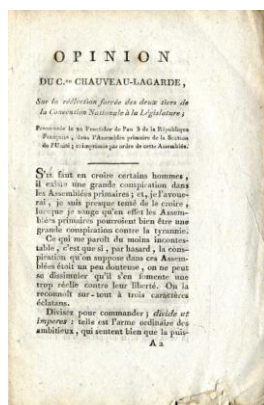 OPINION
DU C.en CHAUVEAU-LAGARDE,
Sur la réélection forcée des deux tiers de
la Convention Nationale à la Législature ;
Prononcée le 20 Fructidor de l'an 3 de la République
Française, dans l'Assemblée primaire de la Section
de l'Unité ; et imprimée par ordre de cette Assemblée.
S'IL faut en croire certains hommes,
il existe une grande conspiration dans
les Assemblées primaires ; et, je l'avoue-
rai, je suis presque tenté de le croire,
lorsque je songe qu'en effet les Assem-
blées primaires pourroient bien être une
grande conspiration contre la tyrannie.
Ce qui me paroît du moins incontes-
table, c'est que si, par hasard, la cons-
piration qu'on suppose dans ces Assem-
blées étoit un peu douteuse, on ne peut
se dissimuler qu'il s'en fomente une
trop réelle contre leur liberté. On la
reconnoît sur-tout à trois caractères
éclatans.
Divisez pour commander ; divide et
imperes : telle est l'arme ordinaire des
ambitieux, qui sentent bien que la puis-
A a